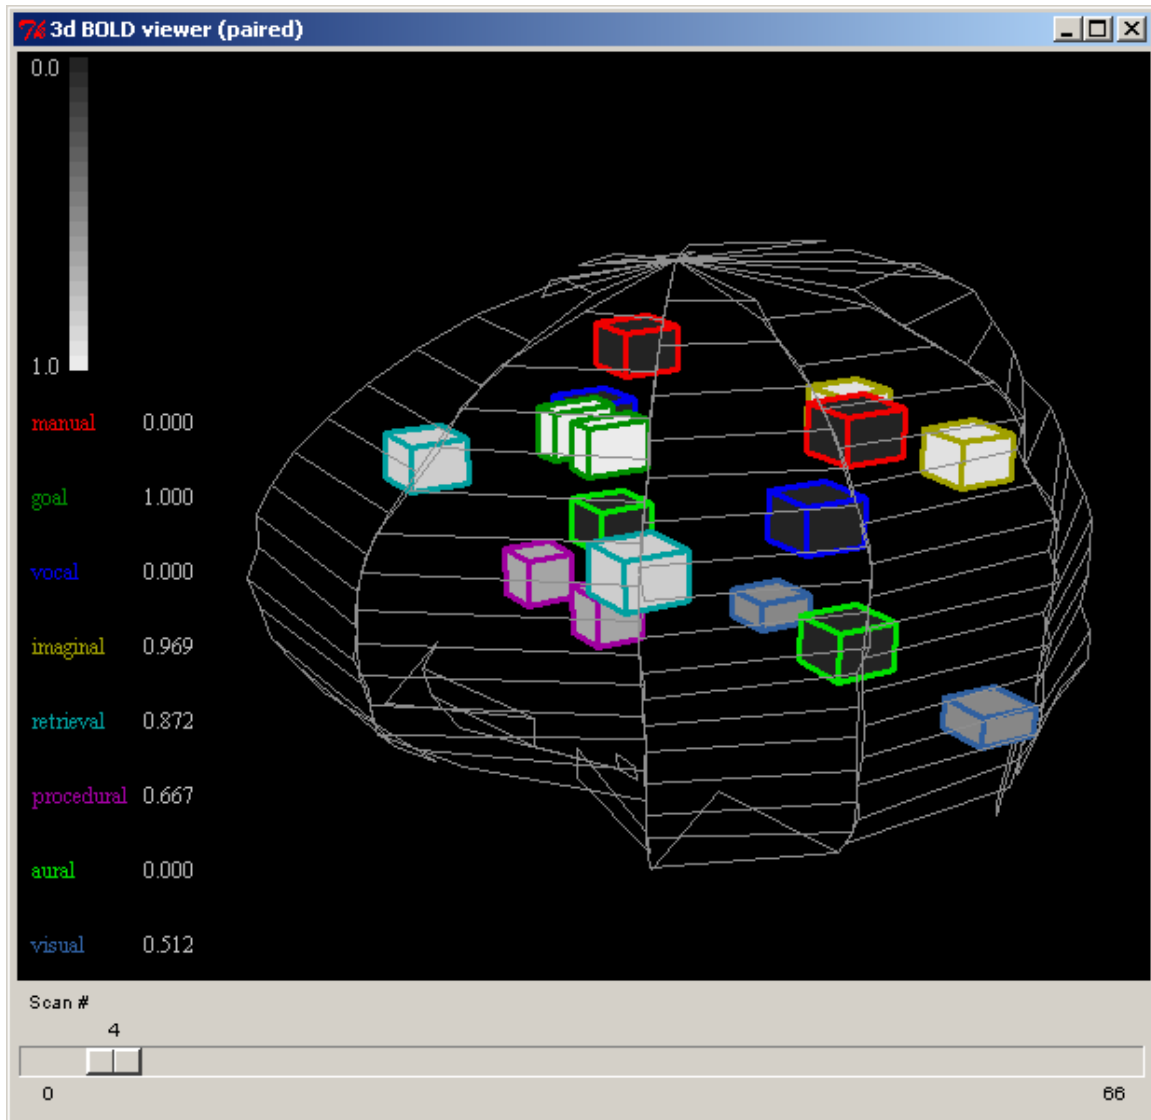 3d BOLD viewer (paired)
0.0
1.0
manual 0.000
goal 1.000
vocal 0.000
imaginal 0.969
retrieval 0.872
procedural 0.667
aural 0.000
visual 0.512
Scan #
4
0 66